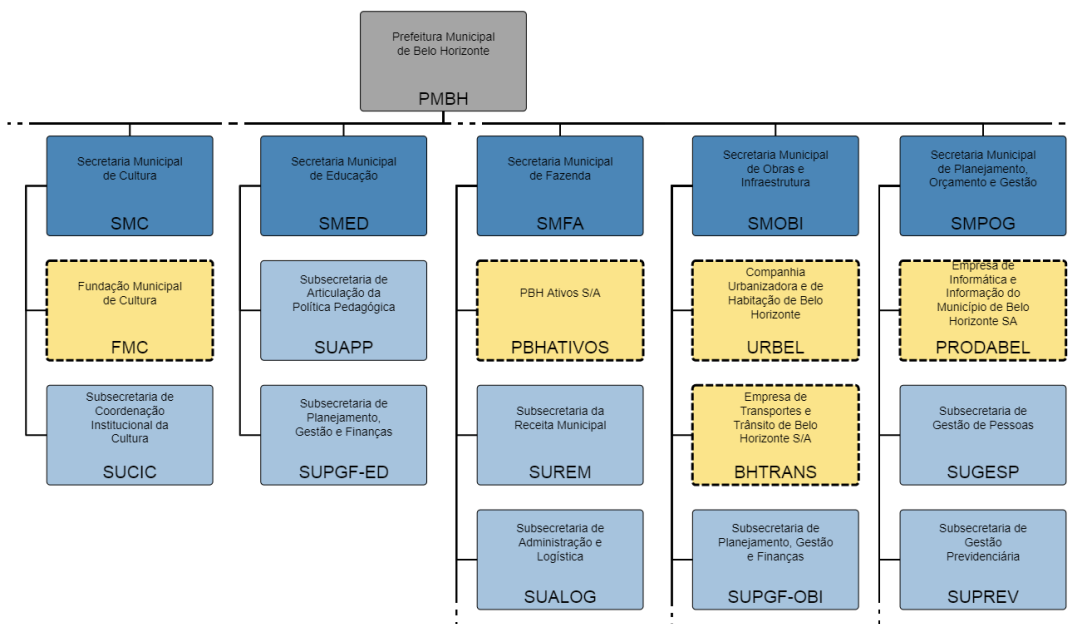 Prefeitura Municipal
de Belo Horizonte
PMBH
Secretaria Municipal
de Cultura
SMC
Secretaria Municipal
de Educação
SMED
Secretaria Municipal
de Fazenda
SMFA
Secretaria Municipal
de Obras e
Infraestrutura
SMOBI
Secretaria Municipal
de Planejamento,
Orçamento e Gestão
SMPOG
Fundação Municipal
de Cultura
FMC
Subsecretaria de
Articulação da
Política Pedagógica
SUAPP
PBH Ativos S/A
PBHATIVOS
Companhia
Urbanizadora e de
Habitação de Belo
Horizonte
URBEL
Empresa de
Informática e
Informação do
Município de Belo
Horizonte SA
PRODABEL
Subsecretaria de
Coordenação
Institucional da
Cultura
SUCIC
Subsecretaria de
Planejamento,
Gestão e Finanças
SUPGF-ED
Subsecretaria da
Receita Municipal
SUREM
Empresa de
Transportes e
Trânsito de Belo
Horizonte S/A
BHTRANS
Subsecretaria de
Gestão de Pessoas
SUGESP
Subsecretaria de
Administração e
Logística
SUALOG
Subsecretaria de
Planejamento, Gestão
e Finanças
SUPGF-OBI
Subsecretaria de
Gestão
Previdenciária
SUPREV